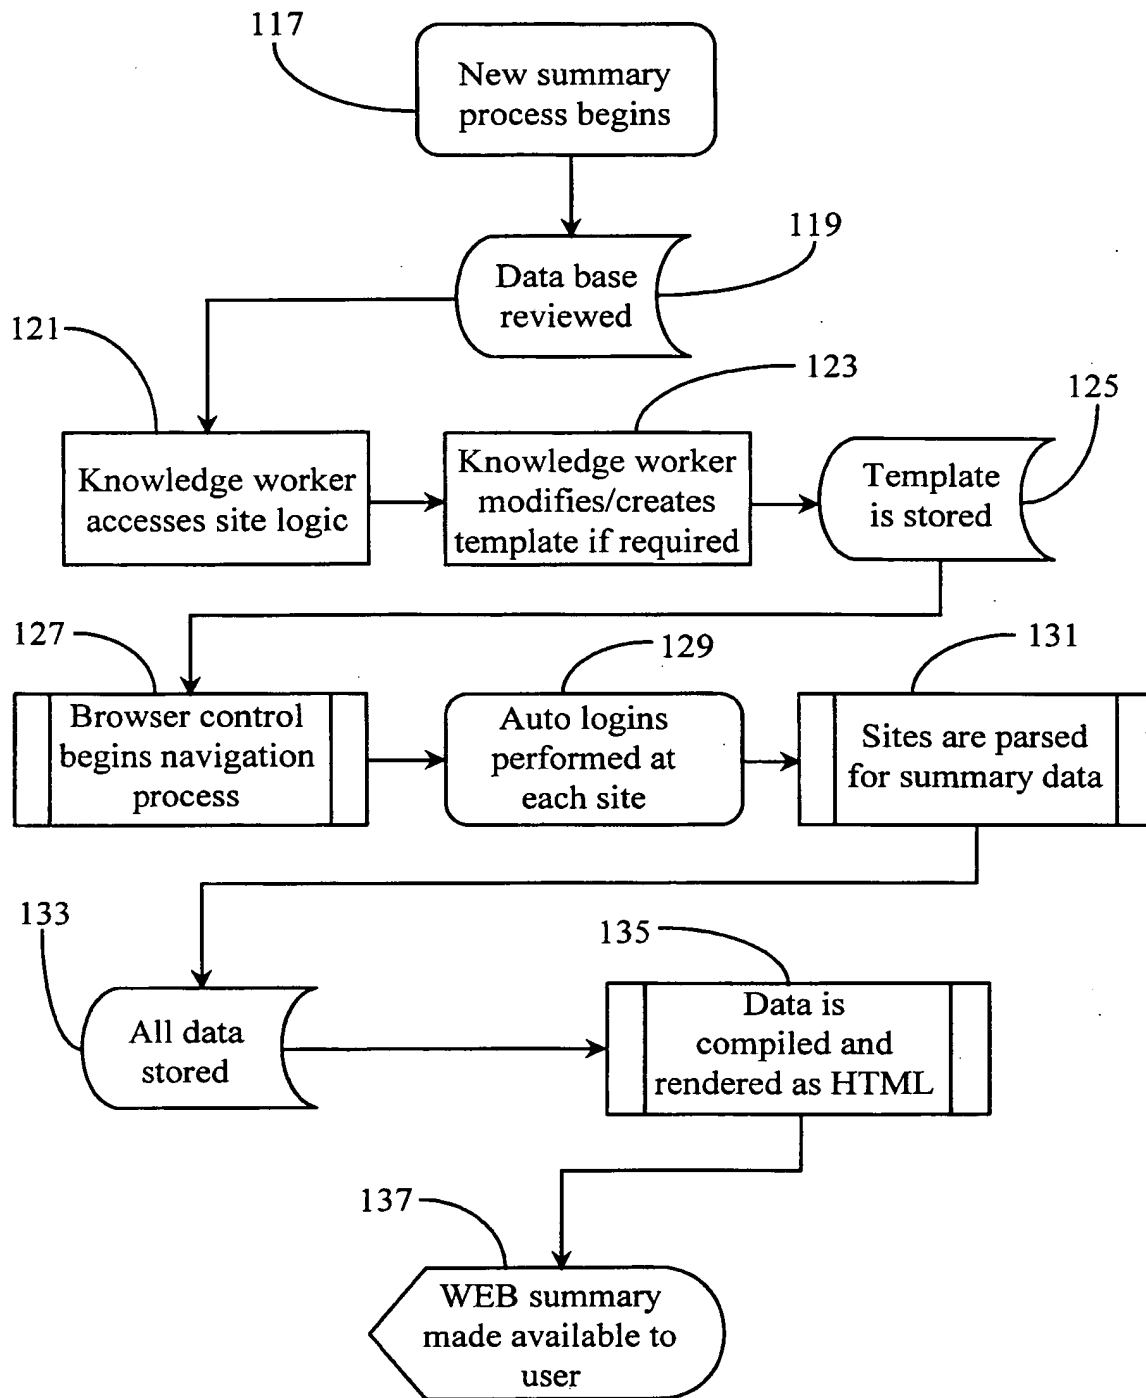 117
New summary
process begins
119
Data base
reviewed
121
Knowledge worker
accesses site logic
123
Knowledge worker
modifies/creates
template if required
125
Template
is stored
127
Browser control
begins navigation
process
129
Auto logins
performed at
each site
131
Sites are parsed
for summary data
133
All data
stored
135
Data is
compiled and
rendered as HTML
137
WEB summary
made available to
user